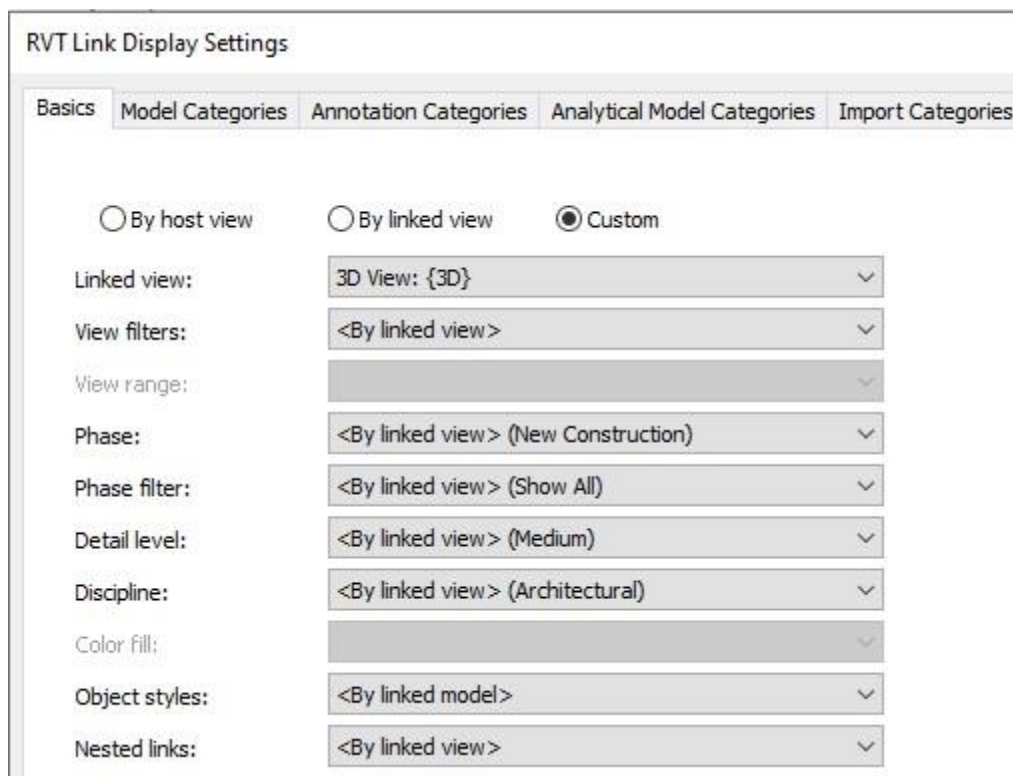 RVT Link Display Settings
Basics Model Categories Annotation Categories Analytical Model Categories Import Categories
By host view By linked view Custom
Linked view: 3D View: {3D}
View filters: <By linked view>
View range:
Phase: <By linked view> (New Construction)
Phase filter: <By linked view> (Show All)
Detail level: <By linked view> (Medium)
Discipline: <By linked view> (Architectural)
Color fill:
Object styles: <By linked model>
Nested links: <By linked view>